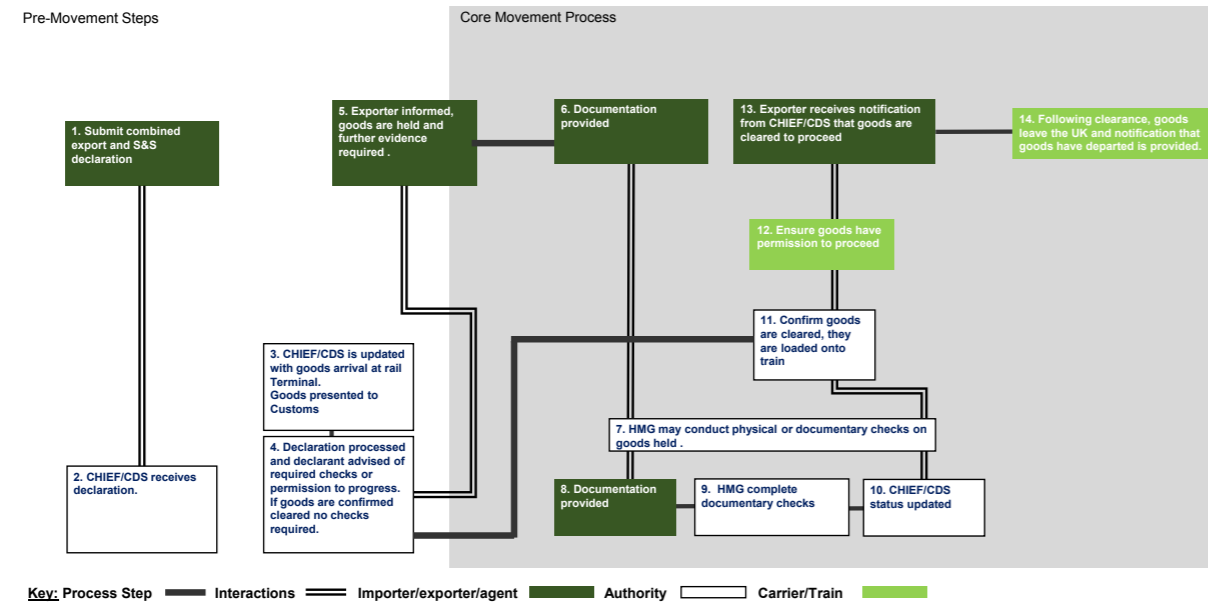 Pre-Movement Steps
Core Movement Process
1. Submit combined
export and S&S
declaration
2. CHIEF/CDS receives
declaration.
3. CHIEF/CDS is updated
with goods arrival at rail
Terminal.
Goods presented to
Customs
4. Declaration processed
and declarant advised of
required checks or
permission to progress.
If goods are confirmed
cleared no checks
required.
5. Exporter informed,
goods are held and
further evidence
required .
6. Documentation
provided
7. HMG may conduct physical or documentary checks on
goods held .
8. Documentation
provided
9. HMG complete
documentary checks
10. CHIEF/CDS
status updated
11. Confirm goods
are cleared, they
are loaded onto
train
12. Ensure goods have
permission to proceed
13. Exporter receives notification
from CHIEF/CDS that goods are
cleared to proceed
14. Following clearance, goods
leave the UK and notification that
goods have departed is provided.
Key: Process Step Interactions Importer/exporter/agent Authority Carrier/Train